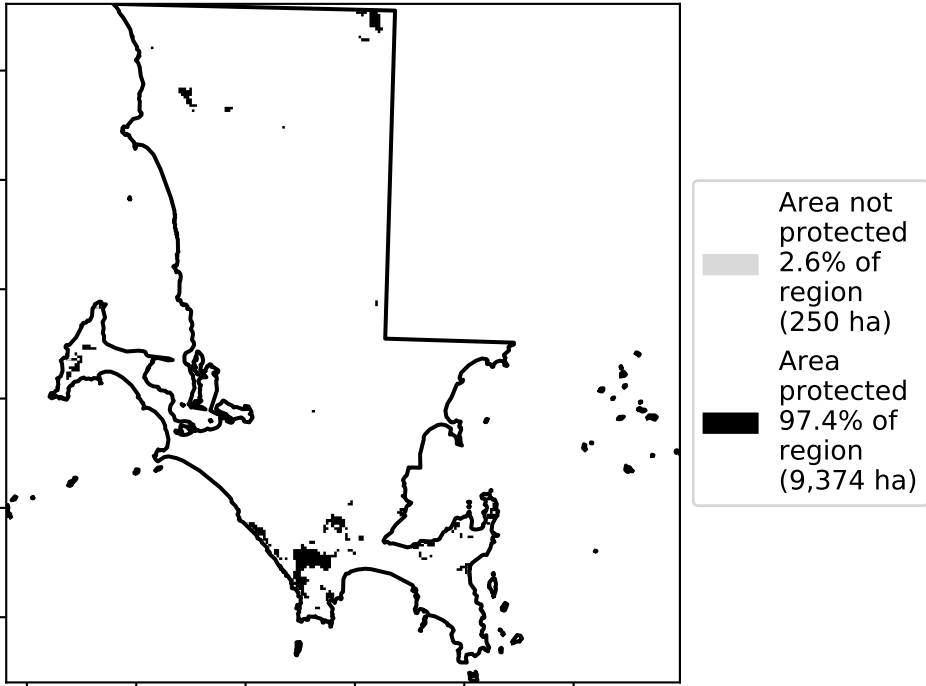 Area not
protected
2.6% of
region
(250 ha)
Area
protected
97.4% of
region
(9,374 ha)